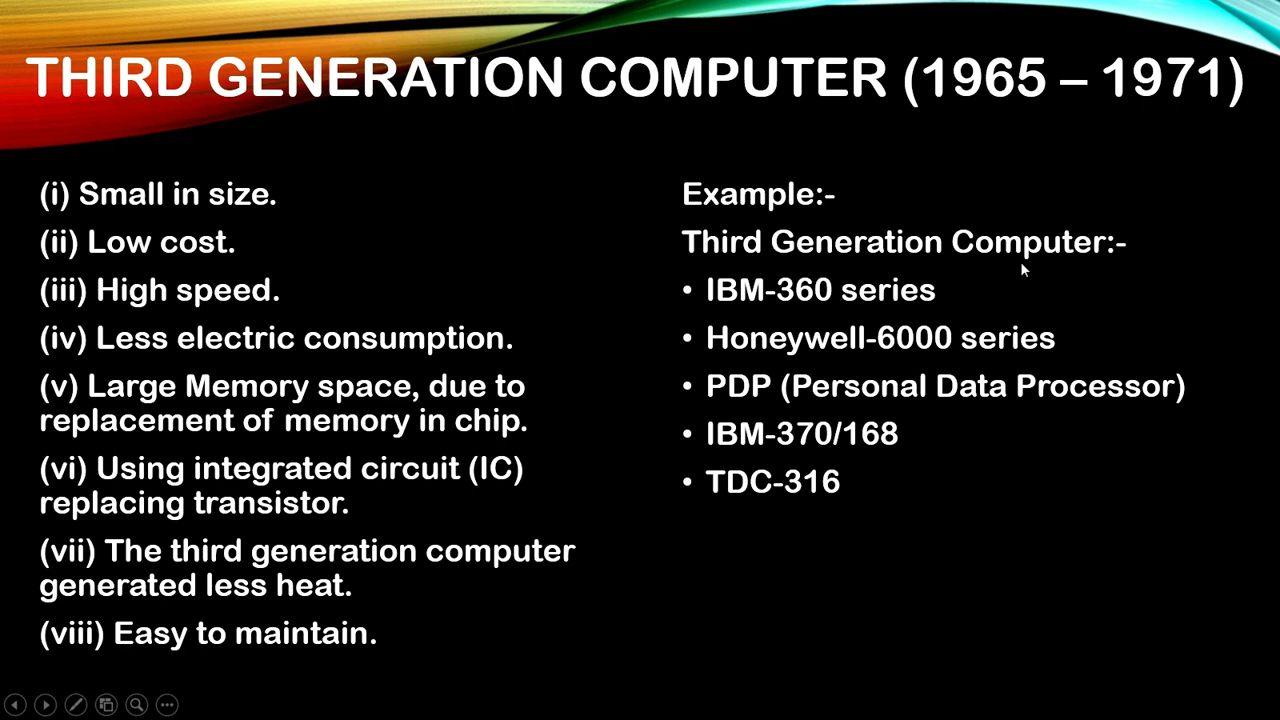 THIRD GENERATION COMPUTER (1965 – 1971)
(i) Small in size.
(ii) Low cost.
(iii) High speed.
(iv) Less electric consumption.
(v) Large Memory space, due to
replacement of memory in chip.
(vi) Using integrated circuit (IC)
replacing transistor.
(vii) The third generation computer
generated less heat.
(viii) Easy to maintain.
Example:-
Third Generation Computer:-
• IBM-360 series
• Honeywell-6000 series
• PDP (Personal Data Processor)
• IBM-370/168
• TDC-316